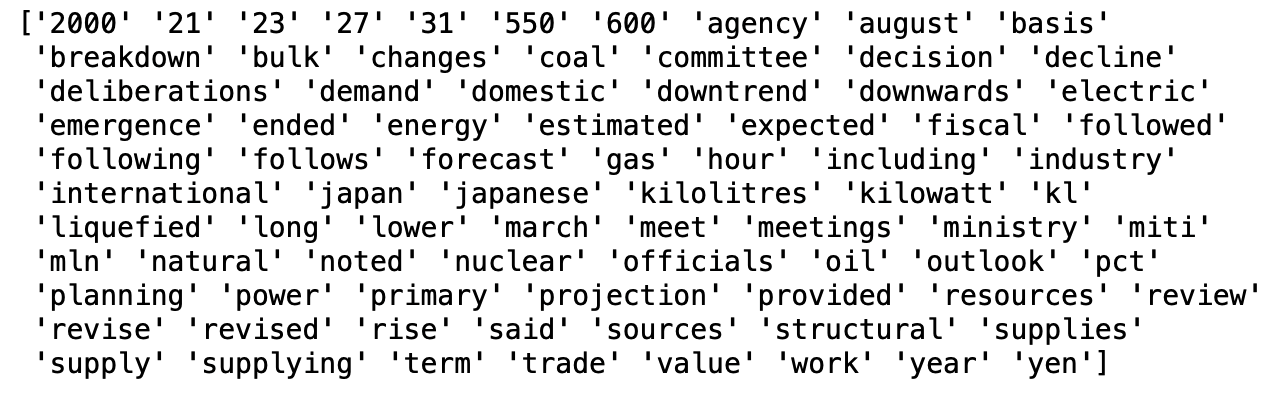 ['2000' '21' '23' '27' '31' '550' '600' 'agency' 'august' 'basis'
'breakdown' 'bulk' 'changes' 'coal' 'committee' 'decision' 'decline'
'deliberations' 'demand' 'domestic' 'downtrend' 'downwards' 'electric'
'emergence' 'ended' 'energy' 'estimated' 'expected' 'fiscal' 'followed'
'following' 'follows' 'forecast' 'gas' 'hour' 'including' 'industry'
'international' 'japan' 'japanese' 'kilolitres' 'kilowatt' 'kl'
'liquefied' 'long' 'lower' 'march' 'meet' 'meetings' 'ministry' 'miti'
'mln' 'natural' 'noted' 'nuclear' 'officials' 'oil' 'outlook' 'pct'
'planning' 'power' 'primary' 'projection' 'provided' 'resources' 'review'
'revise' 'revised' 'rise' 'said' 'sources' 'structural' 'supplies'
'supply' 'supplying' 'term' 'trade' 'value' 'work' 'year' 'yen']